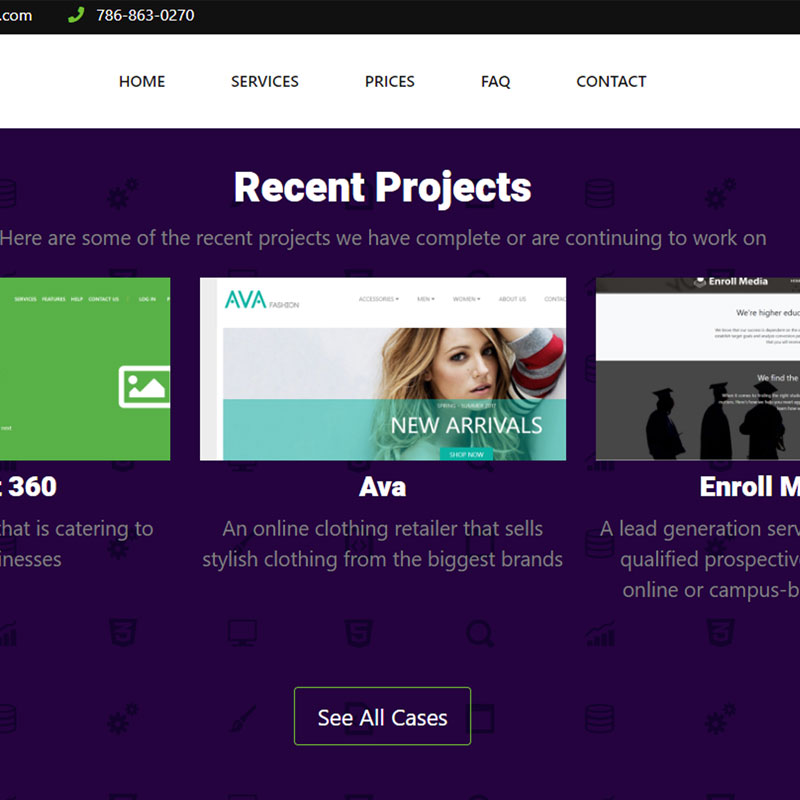 .com 786-863-0270
HOME SERVICES PRICES FAQ CONTACT
Recent Projects
Here are some of the recent projects we have complete or are continuing to work on
SERVICES FEATURES HELP CONTACT US LOG IN
AVA FASHION ACCESSORIES MEN WOMEN ABOUT US CONTAC
SPRING - SUMMER 2017
NEW ARRIVALS
SHOP NOW
Enroll Media
We're higher educ
We find the
360
Ava
Enroll M
hat is catering to
inesses
An online clothing retailer that sells
stylish clothing from the biggest brands
A lead generation serv
qualified prospectiv
online or campus-b
See All Cases